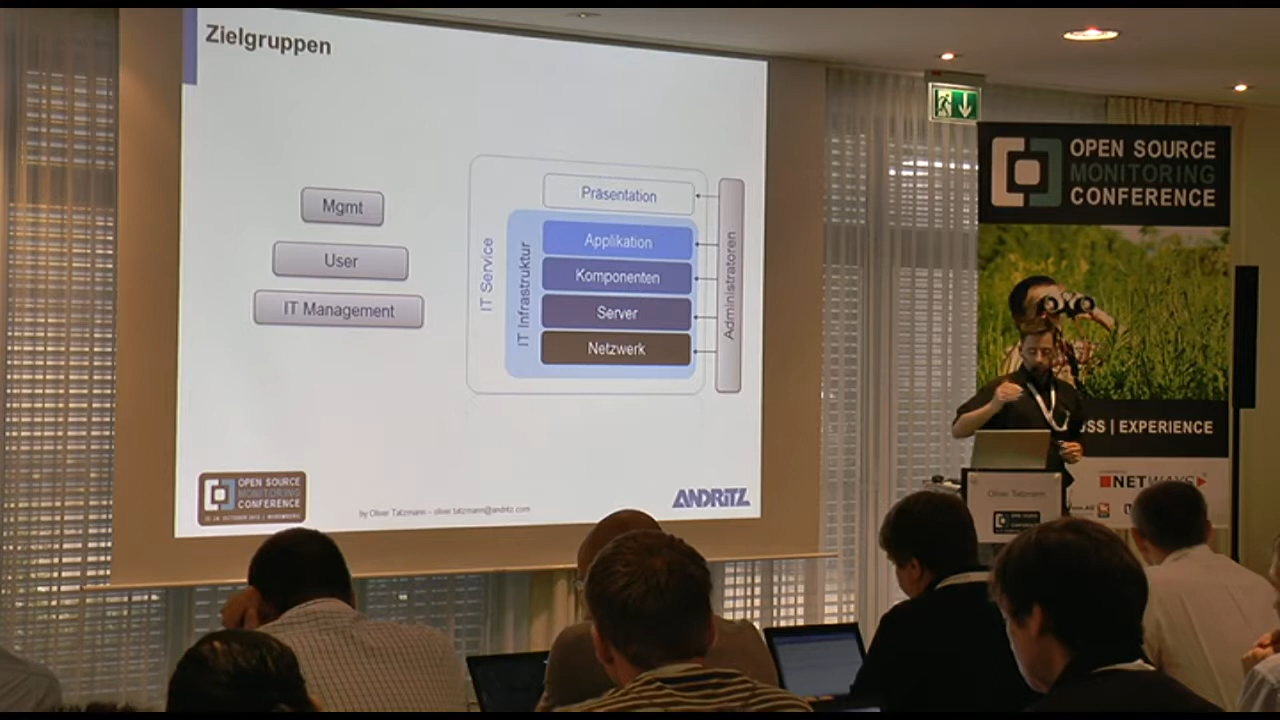 Zielgruppen
Mgmt
User
IT Management
IT Service
IT Infrastruktur
Präsentation
Applikation
Komponenten
Server
Netzwerk
Administratoren
OPEN SOURCE
MONITORING
CONFERENCE
by Oliver Tatzmann – oliver.tatzmann@andritz.com
ANDRITZ
OPEN SOURCE
MONITORING
CONFERENCE
| EXPERIENCE
NETWAYS
Oliver Tatzmann